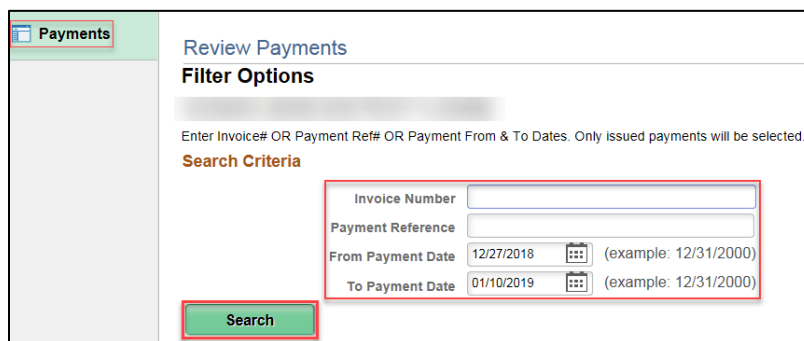 Payments
Review Payments
Filter Options
Enter Invoice# OR Payment Ref# OR Payment From & To Dates. Only issued payments will be selected.
Search Criteria
Invoice Number
Payment Reference
From Payment Date 12/27/2018 (example: 12/31/2000)
To Payment Date 01/10/2019 (example: 12/31/2000)
Search